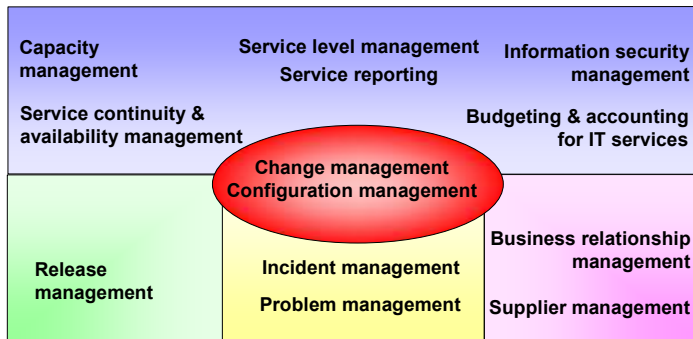 Capacity
management
Service continuity &
availability management
Service level management
Service reporting
Information security
management
Budgeting & accounting
for IT services
Change management
Configuration management
Release
management
Incident management
Problem management
Business relationship
management
Supplier management